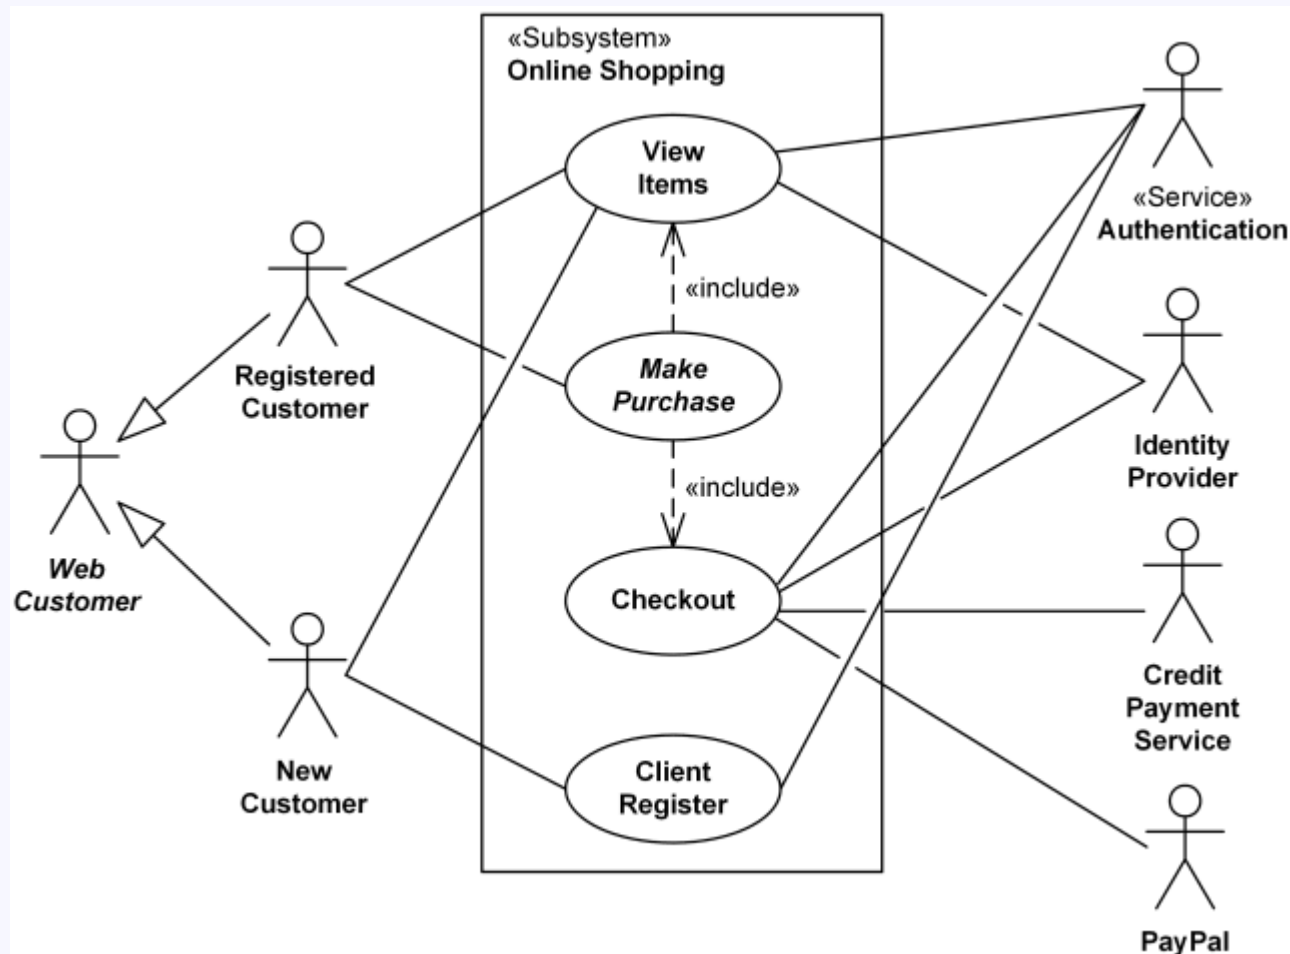 «Subsystem»
Online Shopping
View
Items
«include»
Make
Purchase
«include»
Checkout
Client
Register
Registered
Customer
Web
Customer
New
Customer
«Service»
Authentication
Identity
Provider
Credit
Payment
Service
PayPal